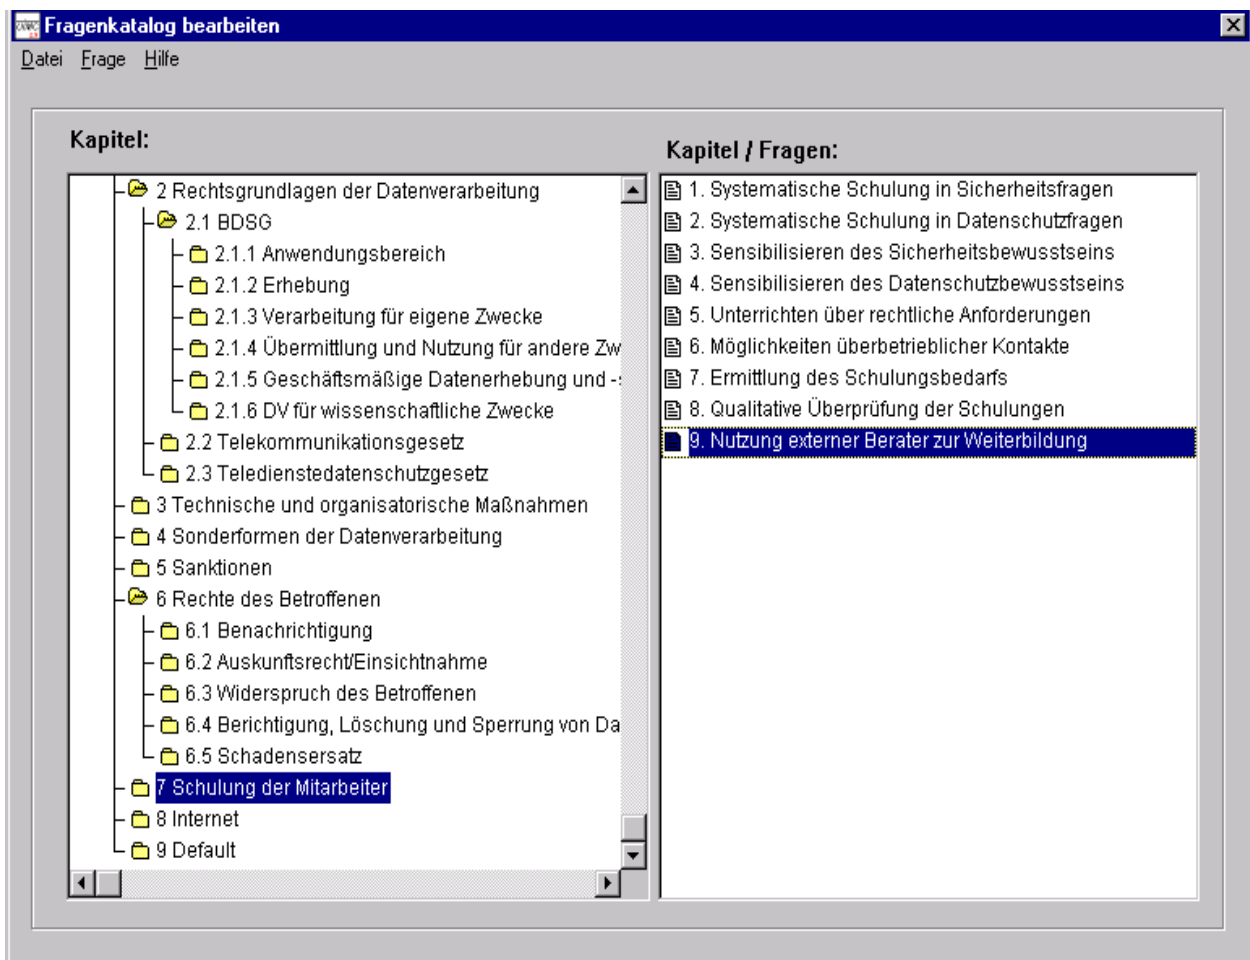 Fragenkatalog bearbeiten
Datei Frage Hilfe
Kapitel:
2 Rechtsgrundlagen der Datenverarbeitung
2.1 BDSG
2.1.1 Anwendungsbereich
2.1.2 Erhebung
2.1.3 Verarbeitung für eigene Zwecke
2.1.4 Übermittlung und Nutzung für andere Zw
2.1.5 Geschäftsmäßige Datenerhebung und -
2.1.6 DV für wissenschaftliche Zwecke
2.2 Telekommunikationsgesetz
2.3 Teledienstedatenschutzgesetz
3 Technische und organisatorische Maßnahmen
4 Sonderformen der Datenverarbeitung
5 Sanktionen
6 Rechte des Betroffenen
6.1 Benachrichtigung
6.2 Auskunftsrecht/Einsichtnahme
6.3 Widerspruch des Betroffenen
6.4 Berichtigung, Löschung und Sperrung von Da
6.5 Schadensersatz
7 Schulung der Mitarbeiter
8 Internet
9 Default
Kapitel / Fragen:
1. Systematische Schulung in Sicherheitsfragen
2. Systematische Schulung in Datenschutzfragen
3. Sensibilisieren des Sicherheitsbewusstseins
4. Sensibilisieren des Datenschutzbewusstseins
5. Unterrichten über rechtliche Anforderungen
6. Möglichkeiten überbetrieblicher Kontakte
7. Ermittlung des Schulungsbedarfs
8. Qualitative Überprüfung der Schulungen
9. Nutzung externer Berater zur Weiterbildung